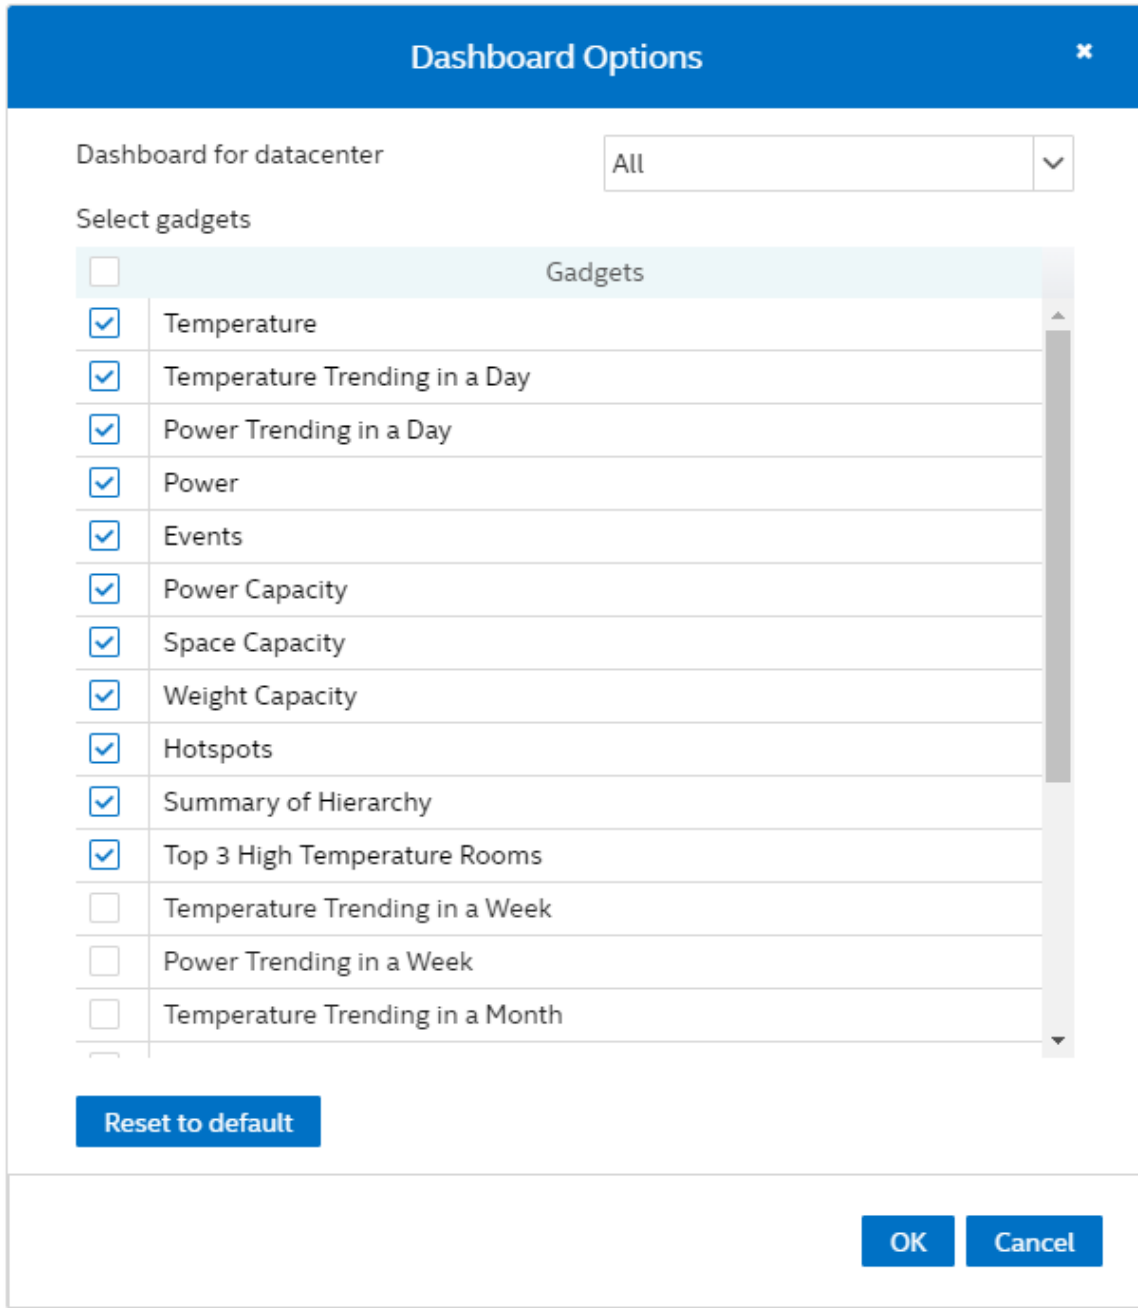 Dashboard Options
Dashboard for datacenter
All
Select gadgets
Gadgets
Temperature
Temperature Trending in a Day
Power Trending in a Day
Power
Events
Power Capacity
Space Capacity
Weight Capacity
Hotspots
Summary of Hierarchy
Top 3 High Temperature Rooms
Temperature Trending in a Week
Power Trending in a Week
Temperature Trending in a Month
Reset to default
OK
Cancel